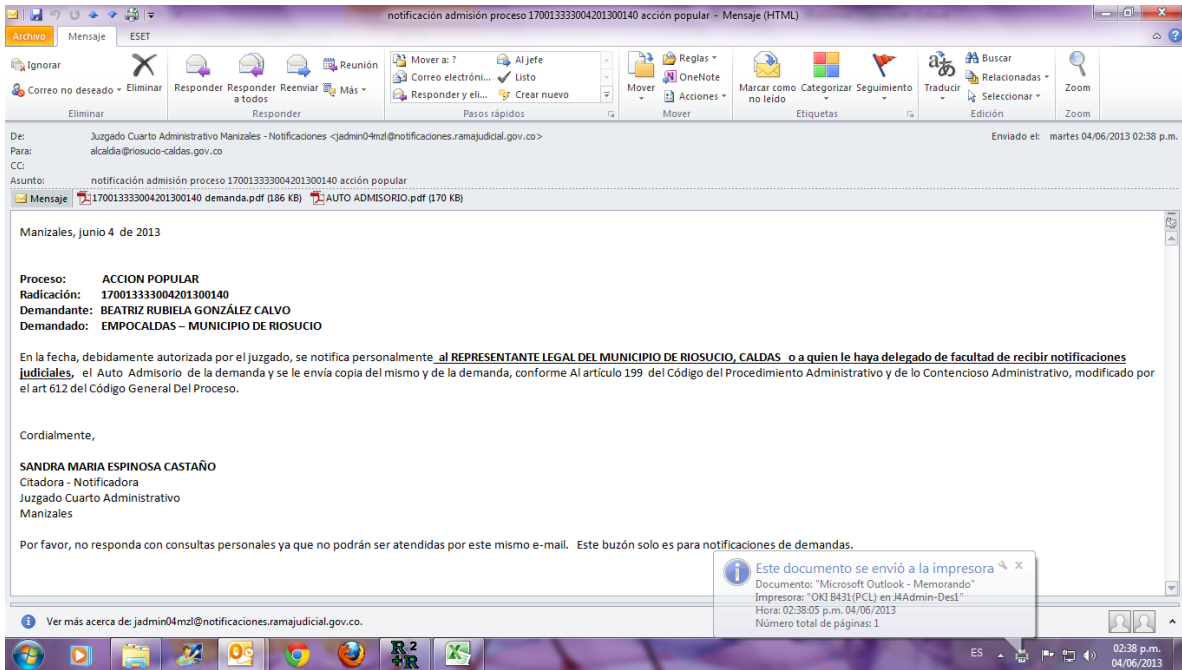 notificación admisión proceso 17001333300420130​0140 acción popular - Mensaje (HTML)
Archivo Mensaje ESET
Ignorar
Correo no deseado
Eliminar
Eliminar
Responder
Responder a todos
Reenviar
Reunión
Más
Responder
Mover a: ?
Al jefe
Correo electróni...
Listo
Responder y eli...
Crear nuevo
Pasos rápidos
Mover
Reglas
OneNote
Acciones
Mover
Marcar como no leído
Categorizar
Seguimiento
Etiquetas
Traducir
Buscar
Relacionadas
Seleccionar
Edición
Zoom
Zoom
De: Juzgado Cuarto Administrativo Manizales - Notificaciones <jadmin04mzl@notificaciones.ramajudicial.gov.co> Enviado el: martes 04/06/2013 02:38 p.m.
Para: alcaldia@riosucio-caldas.gov.co
CC:
Asunto: notificación admisión proceso 170013333004201300140 acción popular
Mensaje 170013333004201300140 demanda.pdf (186 KB) AUTO ADMISORIO.pdf (170 KB)
Manizales, junio 4 de 2013
Proceso: ACCION POPULAR
Radicación: 170013333004201300140
Demandante: BEATRIZ RUBIELA GONZÁLEZ CALVO
Demandado: EMPOCALDAS – MUNICIPIO DE RIOSUCIO
En la fecha, debidamente autorizada por el juzgado, se notifica personalmente al REPRESENTANTE LEGAL DEL MUNICIPIO DE RIOSUCIO, CALDAS o a quien le haya delegado de facultad de recibir notificaciones
judiciales, el Auto Admisorio de la demanda y se le envía copia del mismo y de la demanda, conforme Al artículo 199 del Código del Procedimiento Administrativo y de lo Contencioso Administrativo, modificado por
el art 612 del Código General Del Proceso.
Cordialmente,
SANDRA MARIA ESPINOSA CASTAÑO
Citadora - Notificadora
Juzgado Cuarto Administrativo
Manizales
Por favor, no responda con consultas personales ya que no podrán ser atendidas por este mismo e-mail. Este buzón solo es para notificaciones de demandas.
Este documento se envió a la impresora
Documento: "Microsoft Outlook - Memorando"
Impresora: "OKI B431(PCL) en J4Admin-Des1"
Hora: 02:38:05 p.m. 04/06/2013
Número total de páginas: 1
Ver más acerca de: jadmin04mzl@notificaciones.ramajudicial.gov.co.
R2+R
ES
02:38 p.m.
04/06/2013